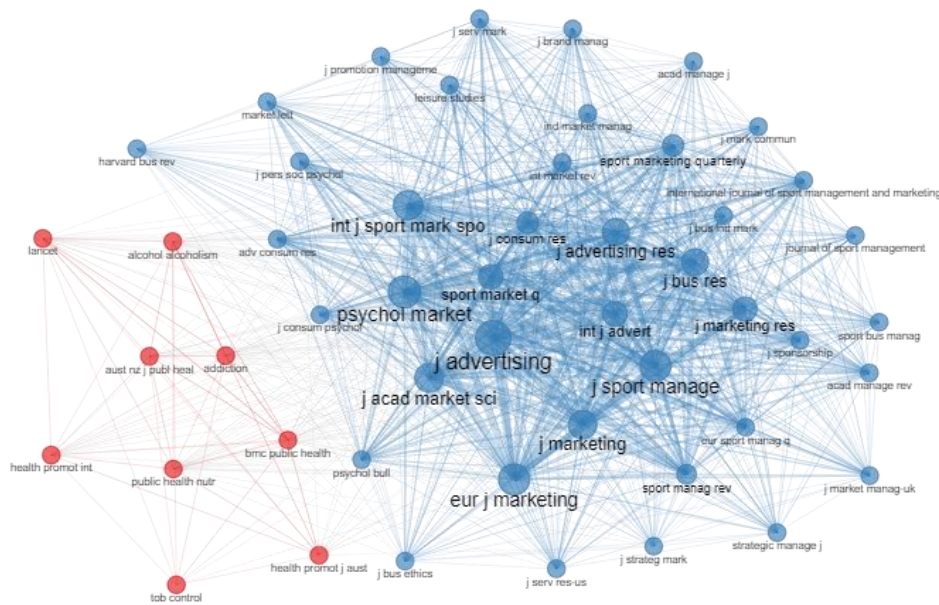 j serv mark
j brand manag
j promotion manageme
acad manage j
leisure studies
market lett
ind market manag
j mark commun
harvard bus rev
j pers soc psychol
int market rev
sport marketing quarterly
international journal of sport management and marketing
int j sport mark spo
j consum res
j bus ind mark
lancet
alcohol alcoholism
adv consum res
j advertising res
journal of sport management
sport market q
j bus res
j consum psychol
psychol market
int j advert
j marketing res
sport bus manag
j sponsorship
aust nz j publ heal
addiction
j advertising
j acad market sci
j sport manage
acad manage rev
bmc public health
j marketing
eur sport manag q
health promot int
public health nutr
psychol bull
eur j marketing
sport manag rev
j market manag-uk
strategic manage j
health promot j aust
j bus ethics
j strateg mark
j serv res-us
tob control